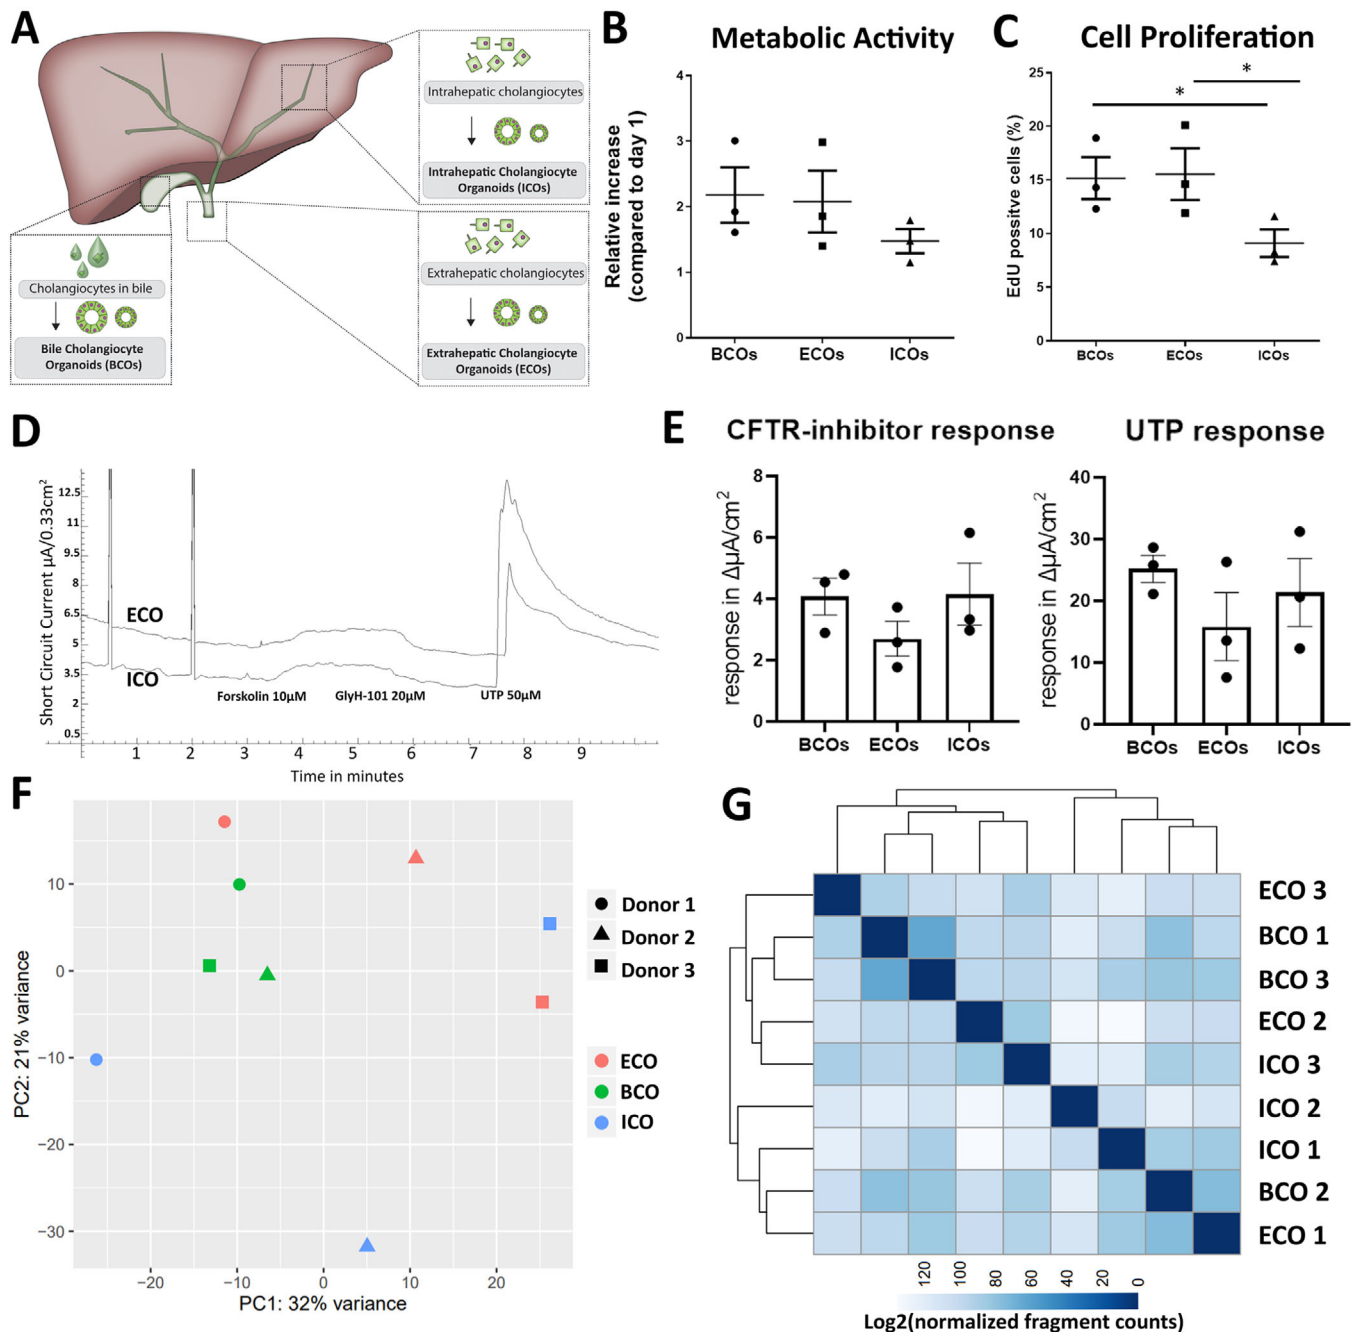 A
Intrahepatic cholangiocytes
Intrahepatic Cholangiocyte
Organoids (ICOs)
Extrahepatic cholangiocytes
Extrahepatic Cholangiocyte
Organoids (ECOs)
Cholangiocytes in bile
Bile Cholangiocyte
Organoids (BCOs)
B
Metabolic Activity
Relative increase
(compared to day 1)
4
3
2
1
0
BCOs ECOs ICOs
C
Cell Proliferation
EdU possitve cells (%)
25
20
15
10
5
0
*
*
BCOs ECOs ICOs
D
Short Circuit Current µA/0.33cm²
12.5
11
9.5
8
6.5
5
3.5
2
0.5
ECO
ICO
Forskolin 10µM
GlyH-101 20µM
UTP 50µM
1 2 3 4 5 6 7 8 9
Time in minutes
E
CFTR-inhibitor response
response in ΔµA/cm²
8
6
4
2
0
BCOs ECOs ICOs
UTP response
response in ΔµA/cm²
40
30
20
10
0
BCOs ECOs ICOs
F
PC2: 21% variance
10
0
−10
−20
−30
−20 −10 0 10 20
PC1: 32% variance
Donor 1
Donor 2
Donor 3
ECO
BCO
ICO
G
ECO 3
BCO 1
BCO 3
ECO 2
ICO 3
ICO 2
ICO 1
BCO 2
ECO 1
120 100 80 60 40 20 0
Log2(normalized fragment counts)